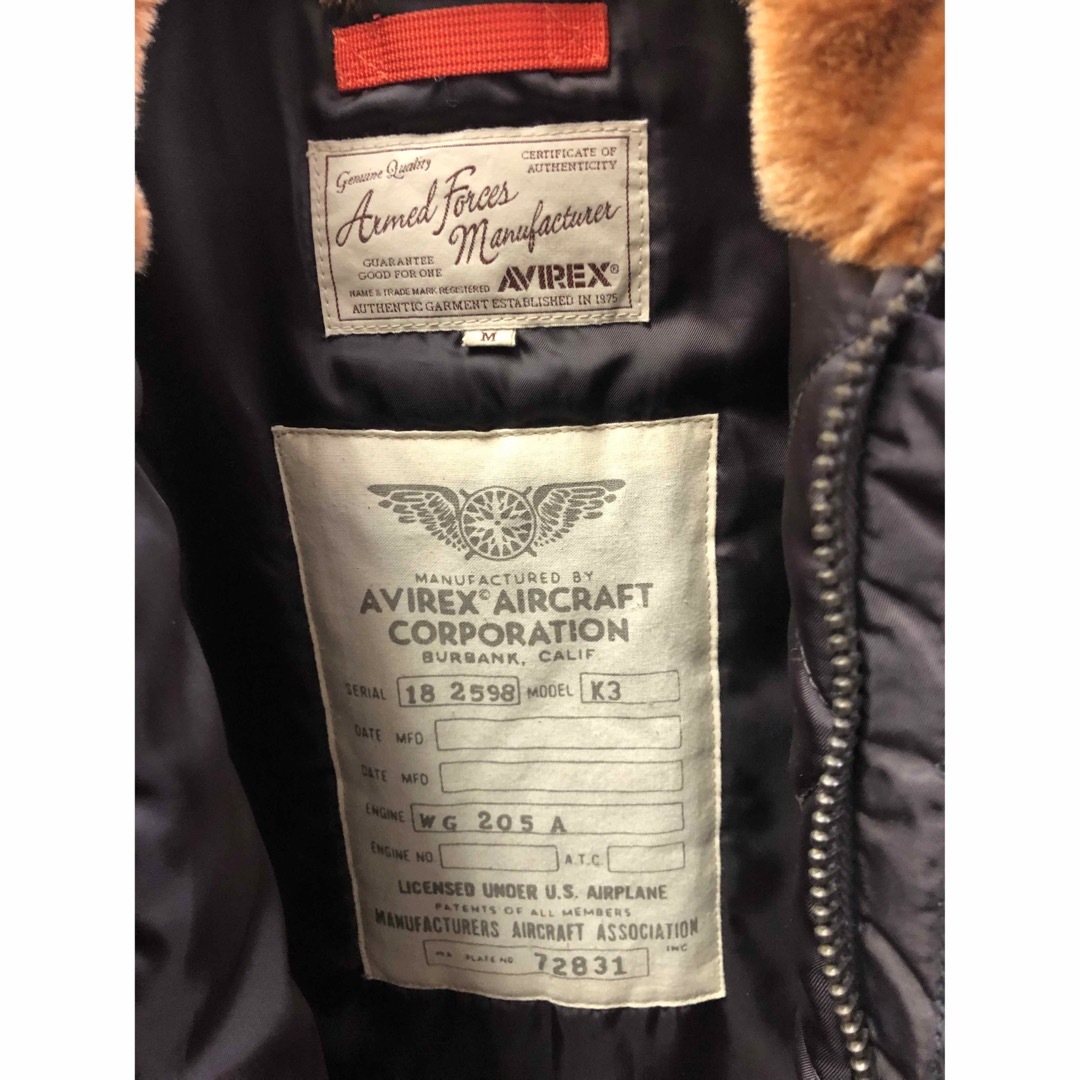 Genuine Quality
CERTIFICATE OF
AUTHENTICITY
Armed Forces
Manufacturer
GUARANTEE
GOOD FOR ONE
NAME & TRADE MARK REGISTERED AVIREX®
AUTHENTIC GARMENT ESTABLISHED IN 1975
M
MANUFACTURED BY
AVIREX© AIRCRAFT
CORPORATION
BURBANK, CALIF
SERIAL 18 2598 MODEL K3
DATE MFD
DATE MFD
ENGINE WG 205 A
ENGINE NO. A.T.C.
LICENSED UNDER U.S. AIRPLANE
PATENTS OF ALL MEMBERS
MANUFACTURERS AIRCRAFT ASSOCIATION
INC
PLATE NO. 72831